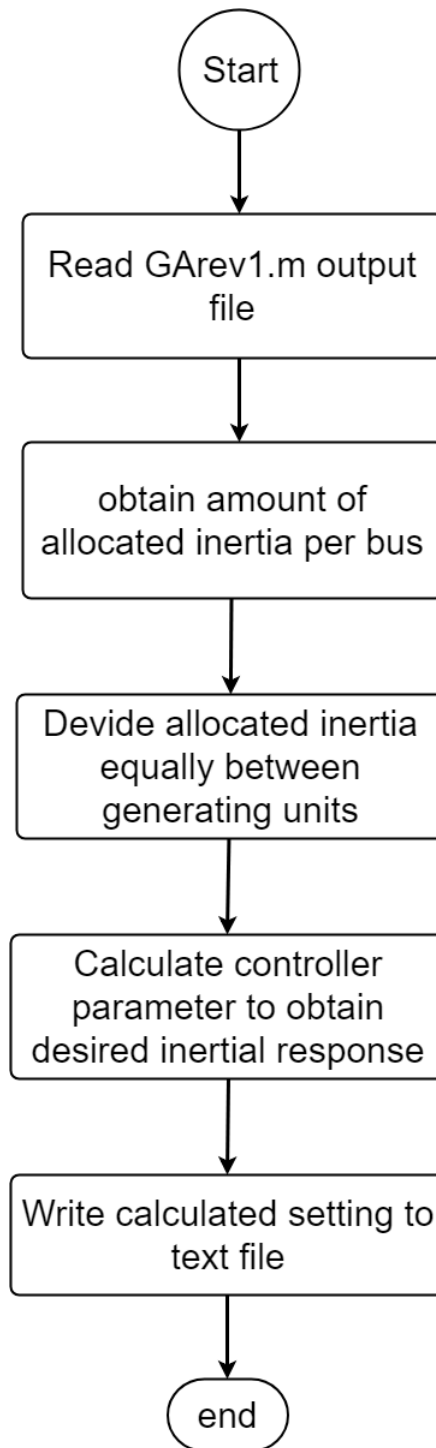 Start
Read GArev1.m output
file
obtain amount of
allocated inertia per bus
Devide allocated inertia
equally between
generating units
Calculate controller
parameter to obtain
desired inertial response
Write calculated setting to
text file
end